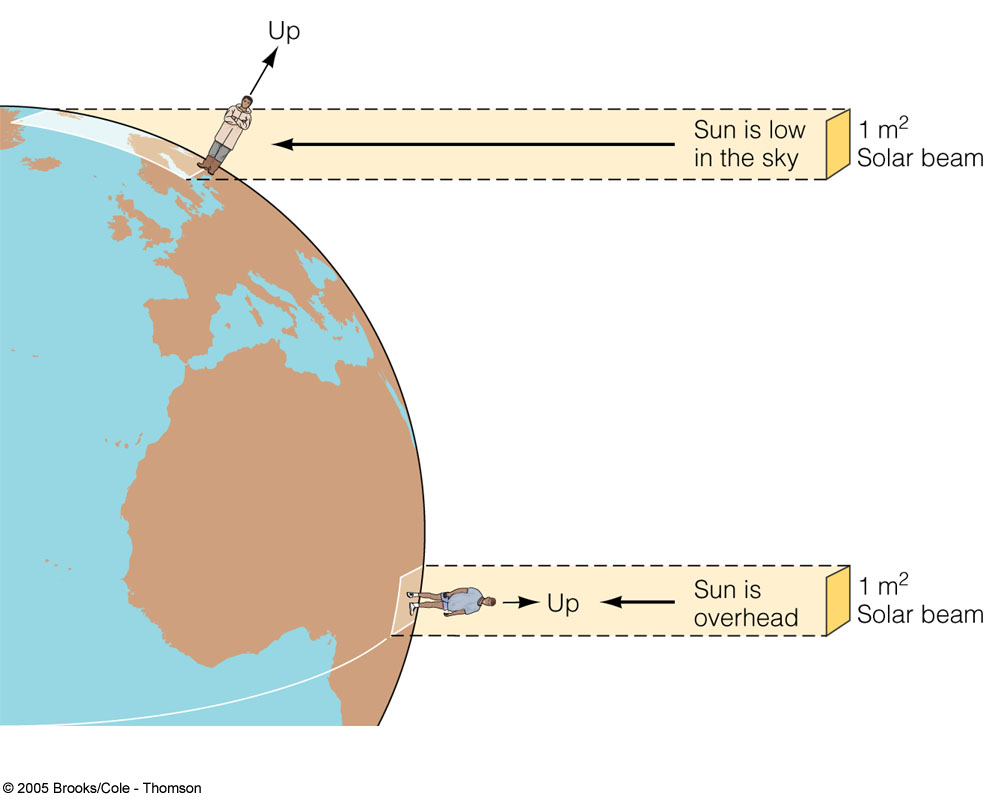 Up
Sun is low
in the sky
1 m²
Solar beam
Up
Sun is
overhead
1 m²
Solar beam
© 2005 Brooks/Cole - Thomson